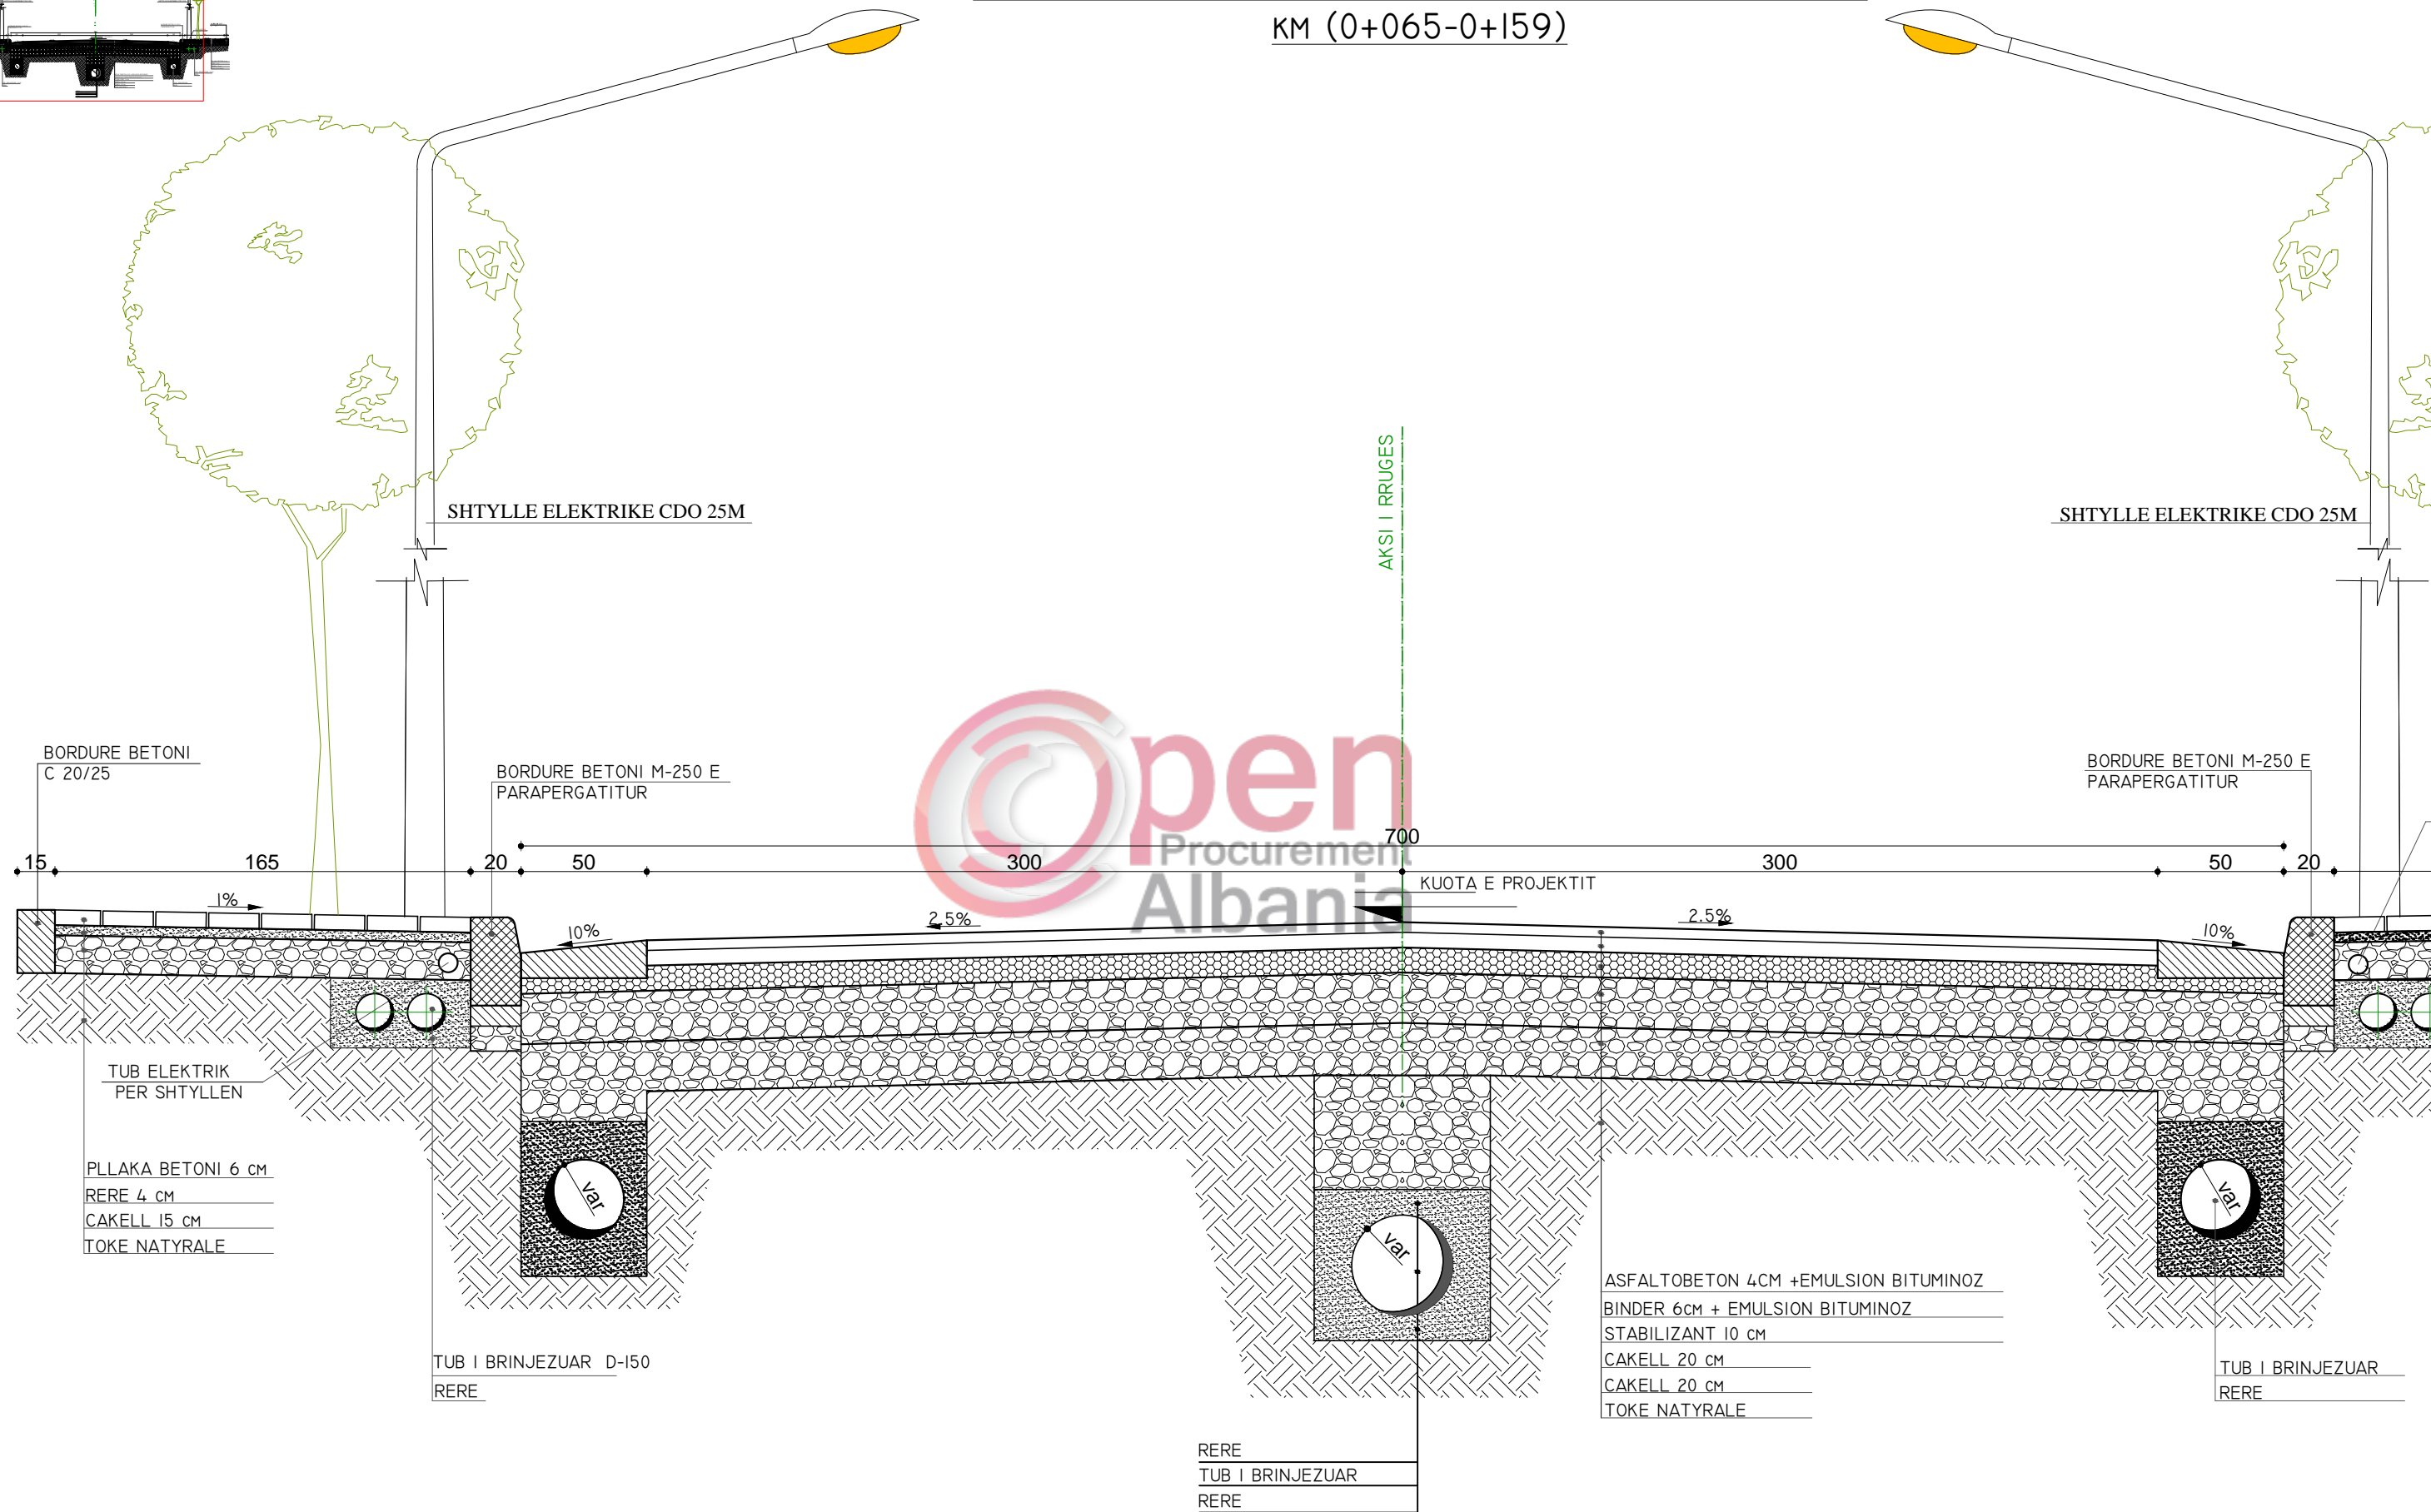 KM (0+065-0+159)
AKSI I RRUGES
SHTYLLE ELEKTRIKE CDO 25M
SHTYLLE ELEKTRIKE CDO 25M
BORDURE BETONI
C 20/25
BORDURE BETONI M-250 E
PARAPERGATITUR
BORDURE BETONI M-250 E
PARAPERGATITUR
Open
Procurement
Albania
700
15
165
20
50
300
300
50
20
KUOTA E PROJEKTIT
1%
10%
2.5%
2.5%
10%
TUB ELEKTRIK
PER SHTYLLEN
PLLAKA BETONI 6 CM
RERE 4 CM
CAKELL 15 CM
TOKE NATYRALE
var
var
var
TUB I BRINJEZUAR D-150
RERE
ASFALTOBETON 4CM +EMULSION BITUMINOZ
BINDER 6CM + EMULSION BITUMINOZ
STABILIZANT 10 CM
CAKELL 20 CM
CAKELL 20 CM
TOKE NATYRALE
TUB I BRINJEZUAR
RERE
RERE
TUB I BRINJEZUAR
RERE